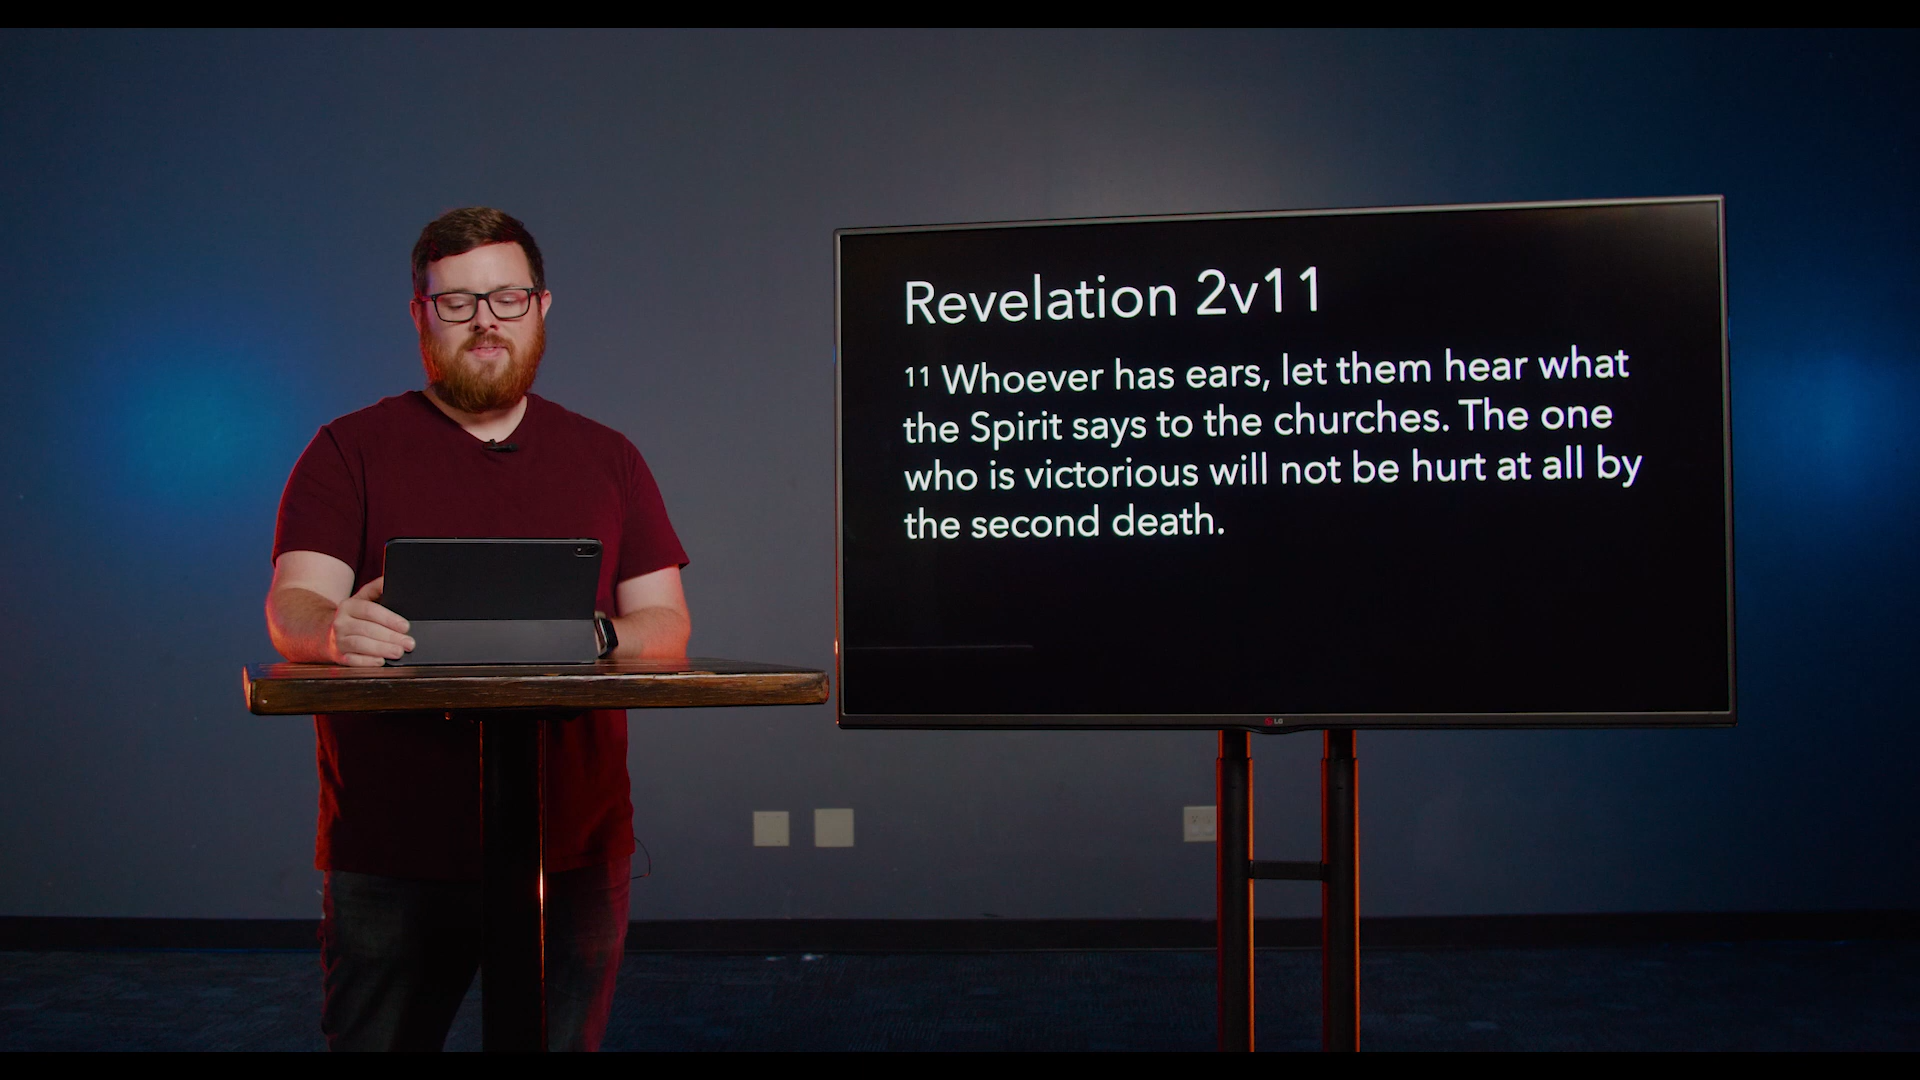 Revelation 2v11
11 Whoever has ears, let them hear what
the Spirit says to the churches. The one
who is victorious will not be hurt at all by
the second death.
LG